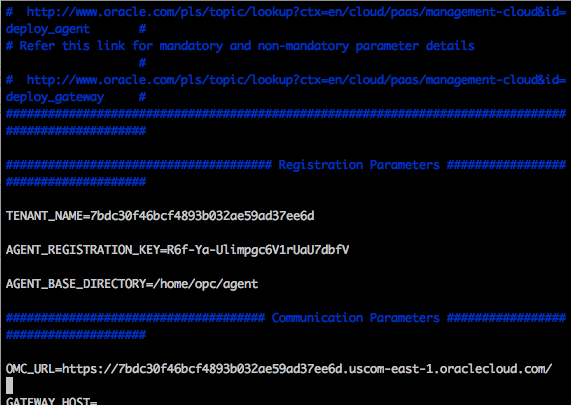 #  http://www.oracle.com/pls/topic/lookup?ctx=en/cloud/paas/management-cloud&id=
deploy_agent       #
# Refer this link for mandatory and non-mandatory parameter details
                   #
#  http://www.oracle.com/pls/topic/lookup?ctx=en/cloud/paas/management-cloud&id=
deploy_gateway     #
################################################################################
####################
###################################### Registration Parameters #################
####################
TENANT_NAME=7bdc30f46bcf4893b032ae59ad37ee6d
AGENT_REGISTRATION_KEY=R6f-Ya-Ulimpgc6V1rUaU7dbfV
AGENT_BASE_DIRECTORY=/home/opc/agent
##################################### Communication Parameters #################
####################
OMC_URL=https://7bdc30f46bcf4893b032ae59ad37ee6d.uscom-east-1.oraclecloud.com/
GATEWAY_HOST=